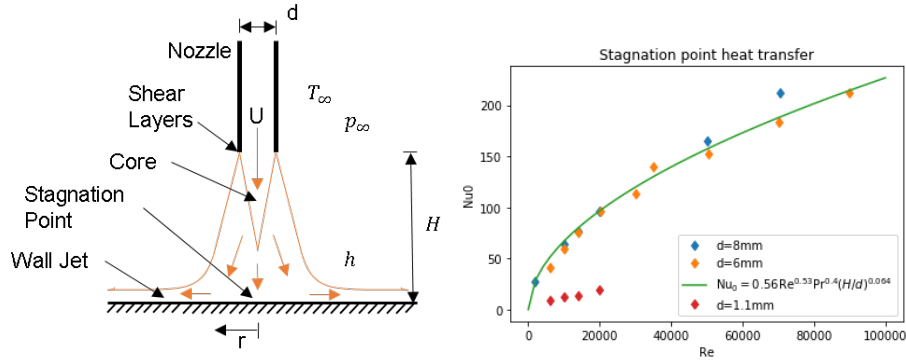 d
Nozzle
T∞
Shear
Layers
U
p∞
Core
Stagnation
Point
H
h
Wall Jet
r
Stagnation point heat transfer
Nu0
200
150
100
50
0
0 20000 40000 60000 80000 100000
Re
d=8mm
d=6mm
Nu₀ = 0.56Re^0.53Pr^0.4(H/d)^0.064
d=1.1mm